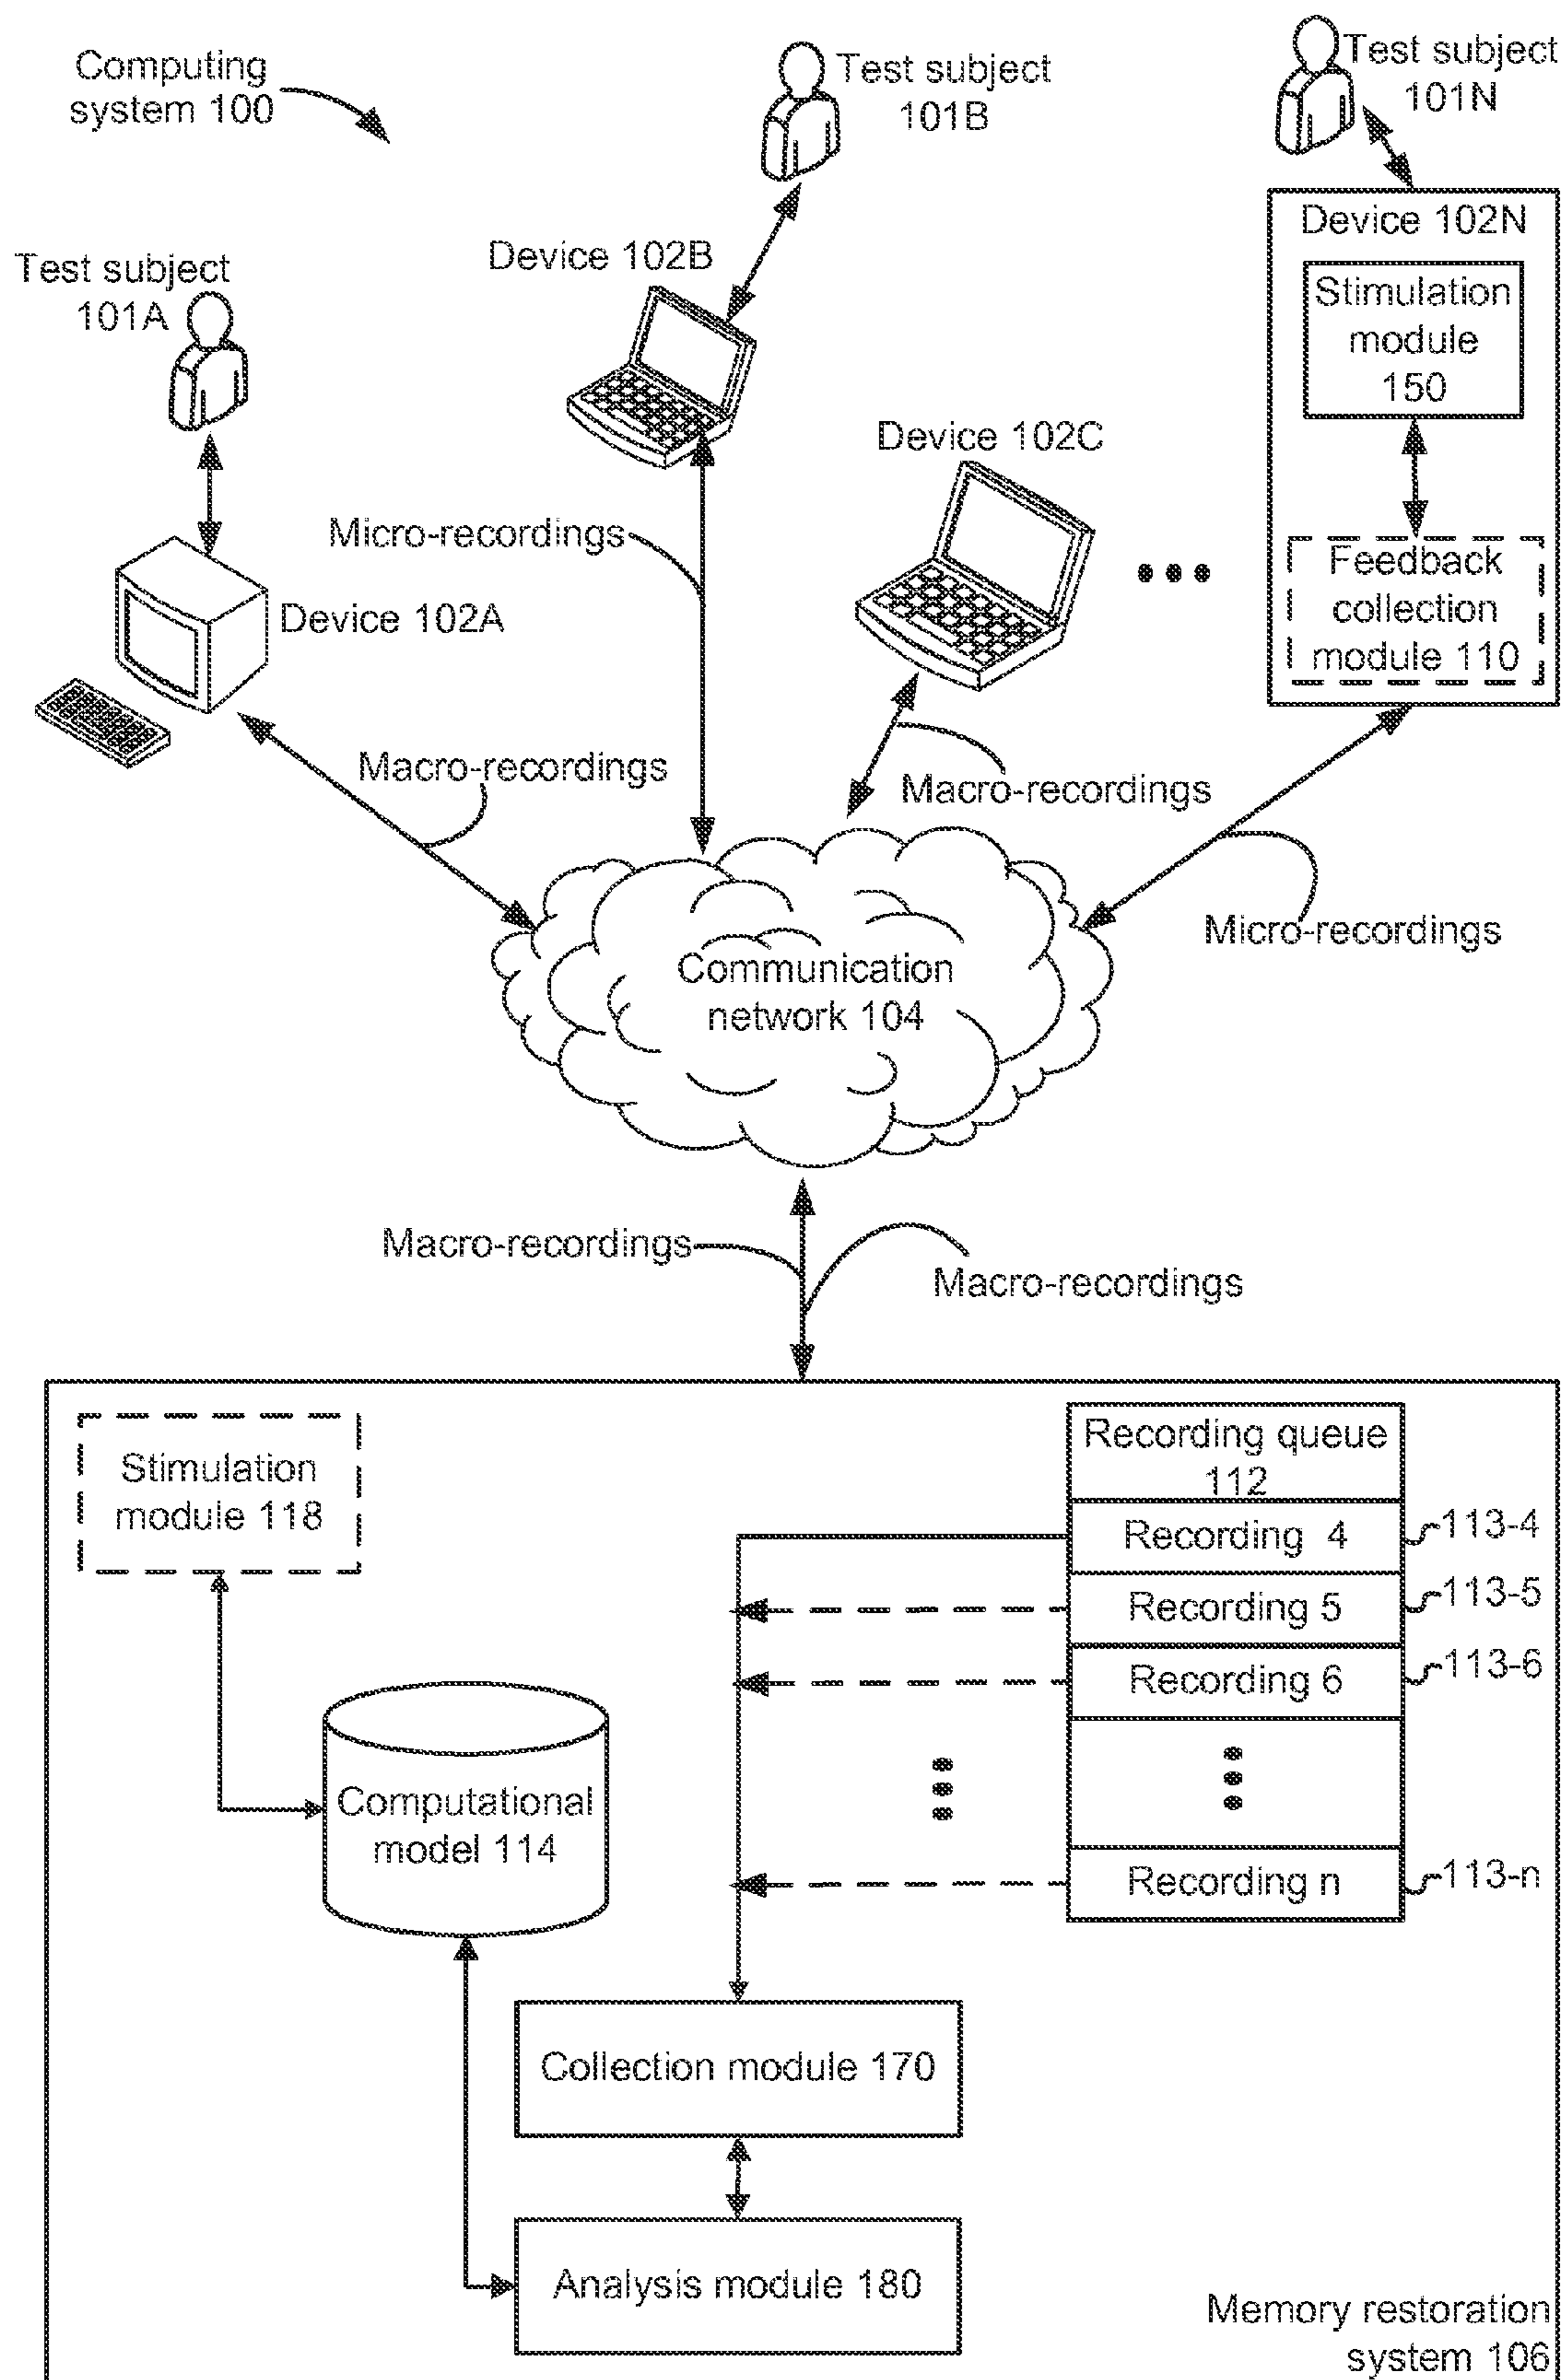 Computing
system 100
Test subject
101B
Test subject
101N
Device 102N
Stimulation
module
150
Feedback
collection
module 110
Test subject
101A
Device 102B
Device 102C
Micro-recordings
Device 102A
Macro-recordings
Macro-recordings
Micro-recordings
Communication
network 104
Macro-recordings
Macro-recordings
Stimulation
module 118
Recording queue
112
Recording 4
113-4
Recording 5
113-5
Recording 6
113-6
Recording n
113-n
Computational
model 114
Collection module 170
Analysis module 180
Memory restoration
system 106